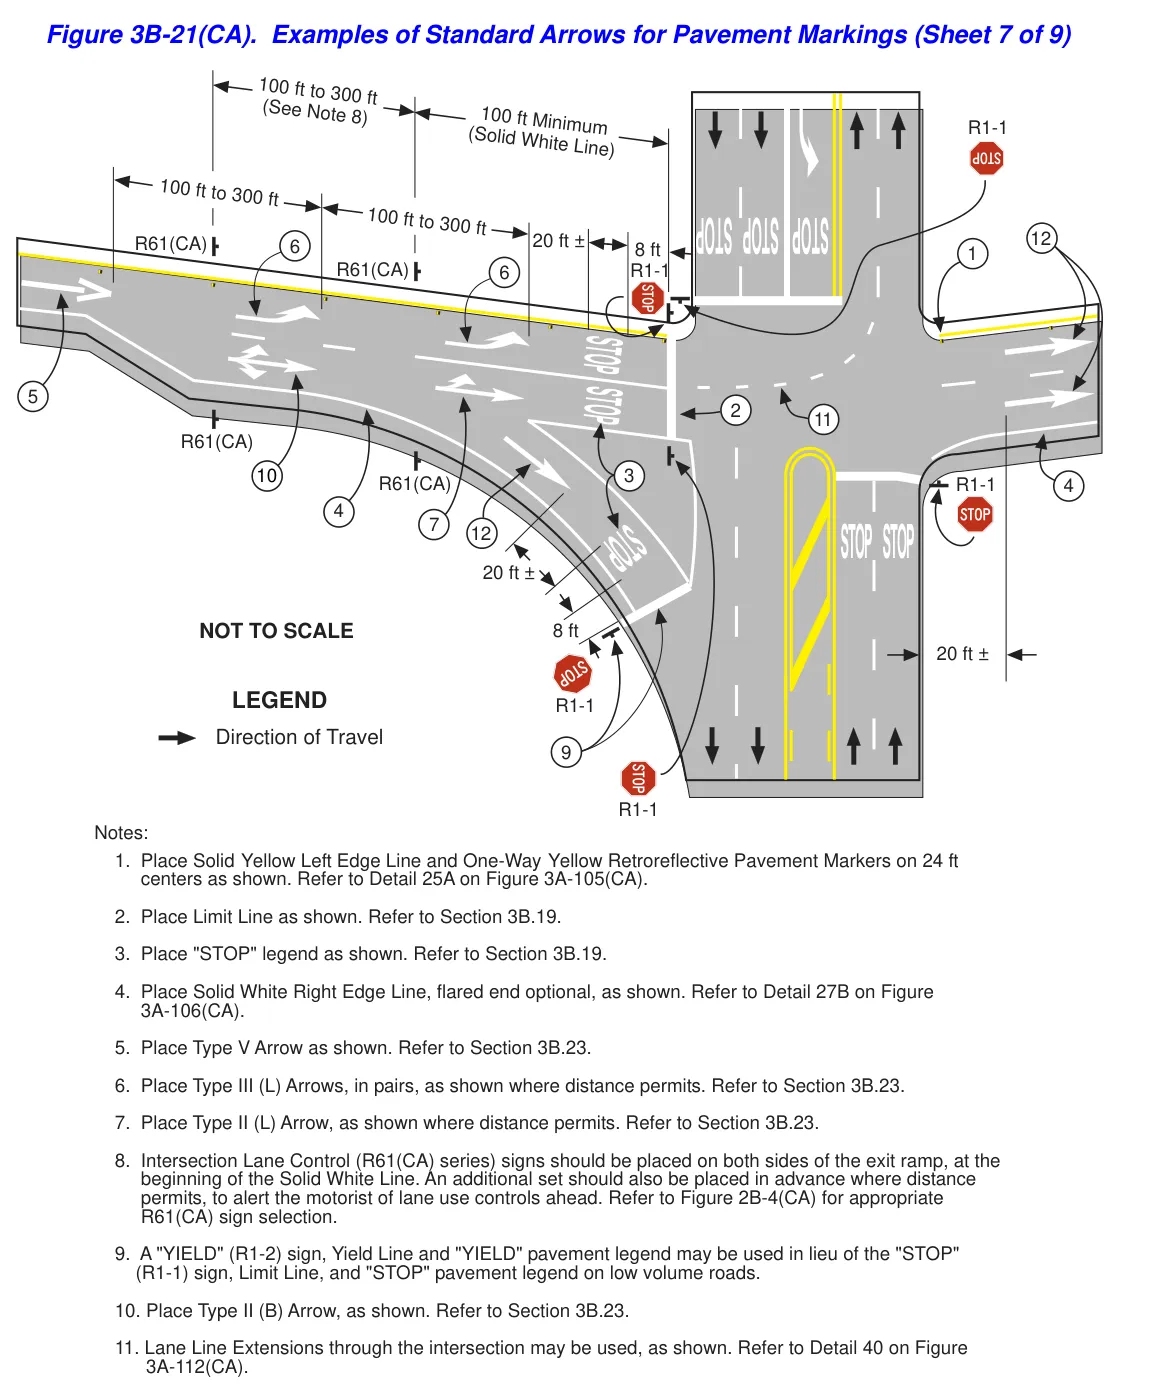 Figure 3B-21(CA).  Examples of Standard Arrows for Pavement Markings (Sheet 7 of 9)
100 ft to 300 ft
(See Note 8)
100 ft Minimum
(Solid White Line)
R1-1
STOP
100 ft to 300 ft
100 ft to 300 ft
20 ft ±
8 ft
R61(CA)
6
R61(CA)
6
R1-1
STOP
STOP
STOP
STOP
1
12
5
STOP
STOP
2
11
R61(CA)
10
4
R61(CA)
7
12
3
R1-1
STOP
4
STOP
STOP
STOP
20 ft ±
8 ft
STOP
R1-1
20 ft ±
9
STOP
R1-1
NOT TO SCALE
LEGEND
Direction of Travel
Notes:
1. Place Solid Yellow Left Edge Line and One-Way Yellow Retroreflective Pavement Markers on 24 ft
centers as shown. Refer to Detail 25A on Figure 3A-105(CA).
2. Place Limit Line as shown. Refer to Section 3B.19.
3. Place "STOP" legend as shown. Refer to Section 3B.19.
4. Place Solid White Right Edge Line, flared end optional, as shown. Refer to Detail 27B on Figure
3A-106(CA).
5. Place Type V Arrow as shown. Refer to Section 3B.23.
6. Place Type III (L) Arrows, in pairs, as shown where distance permits. Refer to Section 3B.23.
7. Place Type II (L) Arrow, as shown where distance permits. Refer to Section 3B.23.
8. Intersection Lane Control (R61(CA) series) signs should be placed on both sides of the exit ramp, at the
beginning of the Solid White Line. An additional set should also be placed in advance where distance
permits, to alert the motorist of lane use controls ahead. Refer to Figure 2B-4(CA) for appropriate
R61(CA) sign selection.
9. A "YIELD" (R1-2) sign, Yield Line and "YIELD" pavement legend may be used in lieu of the "STOP"
(R1-1) sign, Limit Line, and "STOP" pavement legend on low volume roads.
10. Place Type II (B) Arrow, as shown. Refer to Section 3B.23.
11. Lane Line Extensions through the intersection may be used, as shown. Refer to Detail 40 on Figure
3A-112(CA).